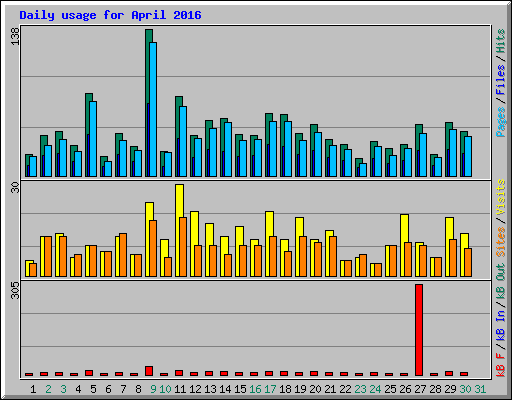 Daily usage for April 2016
138
Pages / Files / Hits
30
Sites / Visits
305
kB F / kB In / kB Out
1 2 3 4 5 6 7 8 9 10 11 12 13 14 15 16 17 18 19 20 21 22 23 24 25 26 27 28 29 30 31